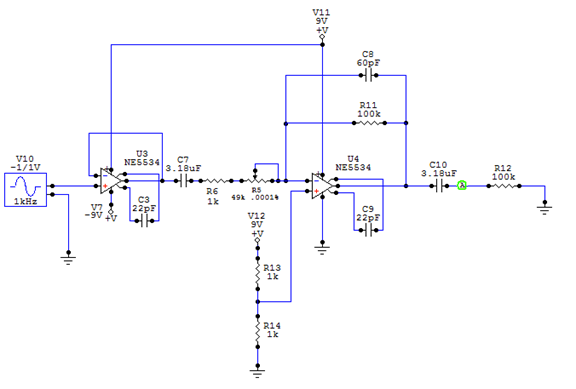 V11
9V
+V
C8
60pF
R11
100k
V10
-1/1V
1kHz
U3
NE5534
V7
-9V
+V
C3
22pF
C7
3.18uF
R6
1k
R5
49k .0001%
V12
9V
+V
R13
1k
R14
1k
U4
NE5534
C9
22pF
C10
3.18uF
A
R12
100k